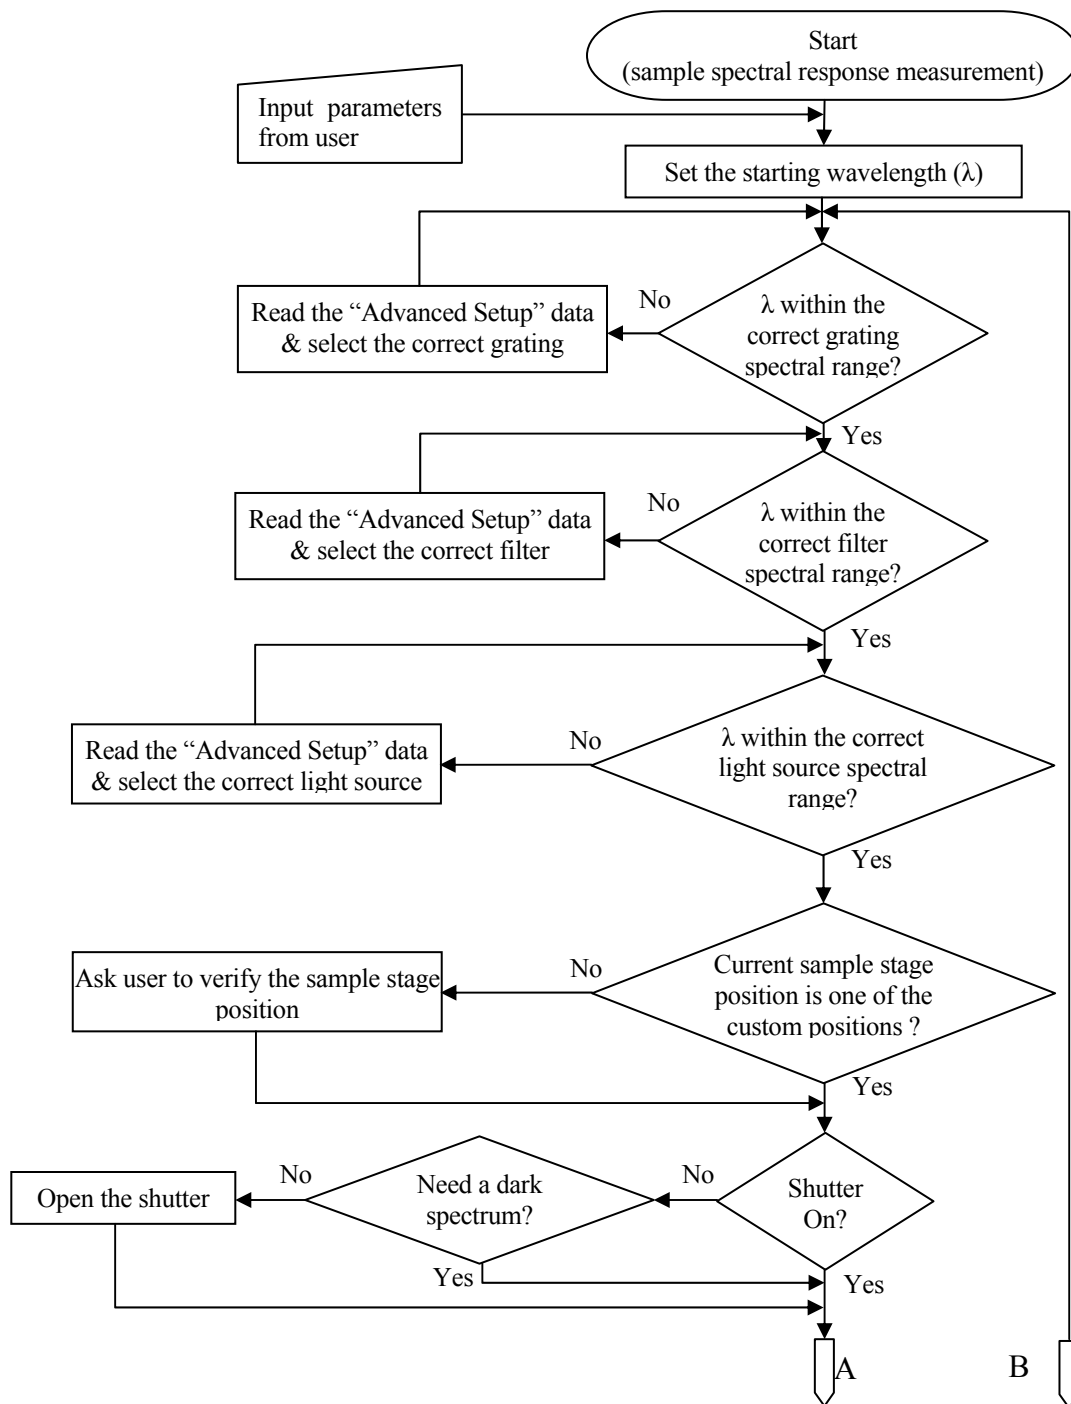 Start
(sample spectral response measurement)
Input parameters
from user
Set the starting wavelength (λ)
Read the “Advanced Setup” data
& select the correct grating
No
λ within the
correct grating
spectral range?
Yes
Read the “Advanced Setup” data
& select the correct filter
No
λ within the
correct filter
spectral range?
Yes
Read the “Advanced Setup” data
& select the correct light source
No
λ within the correct
light source spectral
range?
Yes
Ask user to verify the sample stage
position
No
Current sample stage
position is one of the
custom positions ?
Yes
Open the shutter
No
Need a dark
spectrum?
Yes
No
Shutter
On?
Yes
A
B